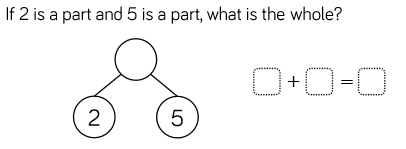 If 2 is a part and 5 is a part, what is the whole?
+ =
2 5